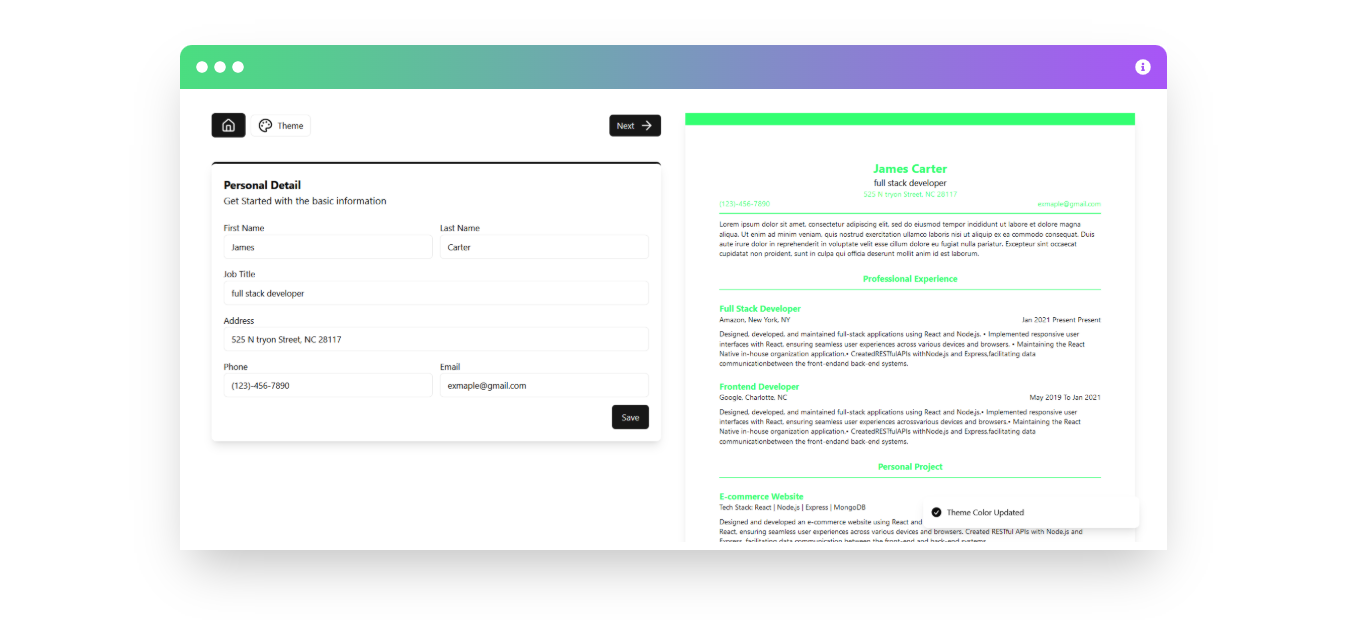 Theme
Next
Personal Detail
Get Started with the basic information
First Name
Last Name
James
Carter
Job Title
full stack developer
Address
525 N tryon Street, NC 28117
Phone
Email
(123)-456-7890
exmaple@gmail.com
Save
James Carter
full stack developer
525 N tryon Street, NC 28117
(123)-456-7890
exmaple@gmail.com
Lorem ipsum dolor sit amet, consectetur adipiscing elit, sed do eiusmod tempor incididunt ut labore et dolore magna
aliqua. Ut enim ad minim veniam, quis nostrud exercitation ullamco laboris nisi ut aliquip ex ea commodo consequat. Duis
aute irure dolor in reprehenderit in voluptate velit esse cillum dolore eu fugiat nulla pariatur. Excepteur sint occaecat
cupidatat non proident, sunt in culpa qui officia deserunt mollit anim id est laborum.
Professional Experience
Full Stack Developer
Amazon, New York, NY
Jan 2021 Present Present
Designed, developed, and maintained full-stack applications using React and Node.js. • Implemented responsive user
interfaces with React, ensuring seamless user experiences across various devices and browsers. • Maintaining the React
Native in-house organization application.• CreatedRESTfulAPIs withNode.js and Express,facilitating data
communicationbetween the front-endand back-end systems.
Frontend Developer
Google, Charlotte, NC
May 2019 To Jan 2021
Designed, developed, and maintained full-stack applications using React and Node.js.• Implemented responsive user
interfaces with React, ensuring seamless user experiences acrossvarious devices and browsers.• Maintaining the React
Native in-house organization application.• CreatedRESTfulAPIs withNode.js and Express,facilitating data
communicationbetween the front-endand back-end systems.
Personal Project
E-commerce Website
Tech Stack: React | Node,js | Express | MongoDB
Designed and developed an e-commerce website using React and
React, ensuring seamless user experiences across various devices and browsers. Created RESTful APIs with Node.js and
Express, facilitating data communication between the front-end and back-end systems.
Theme Color Updated